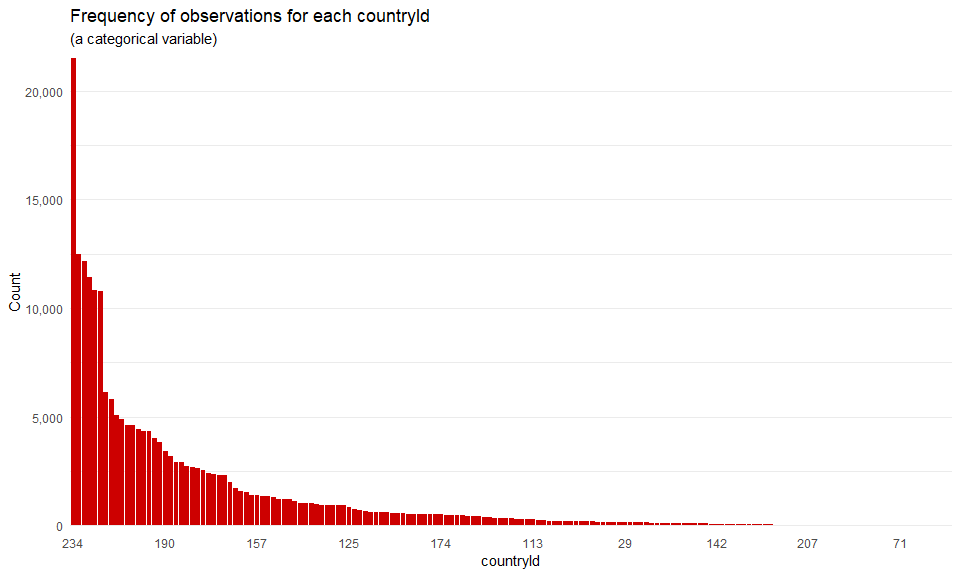 Frequency of observations for each countryId
(a categorical variable)
20,000
15,000
10,000
5,000
0
Count
234 190 157 125 174 113 29 142 207 71
countryId